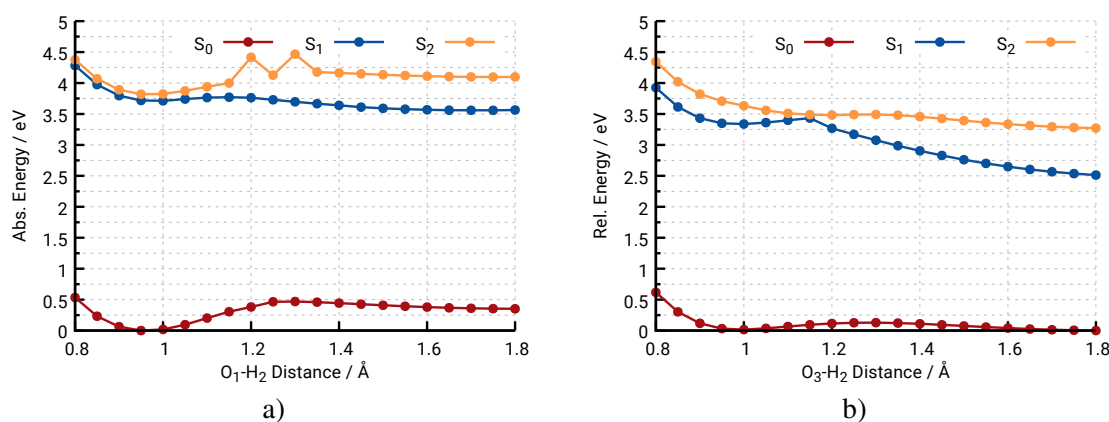 S0 S1 S2
Abs. Energy / eV
5
4.5
4
3.5
3
2.5
2
1.5
1
0.5
0
0.8 1 1.2 1.4 1.6 1.8
O1-H2 Distance / Å
a)
S0 S1 S2
Rel. Energy / eV
5
4.5
4
3.5
3
2.5
2
1.5
1
0.5
0
0.8 1 1.2 1.4 1.6 1.8
O3-H2 Distance / Å
b)